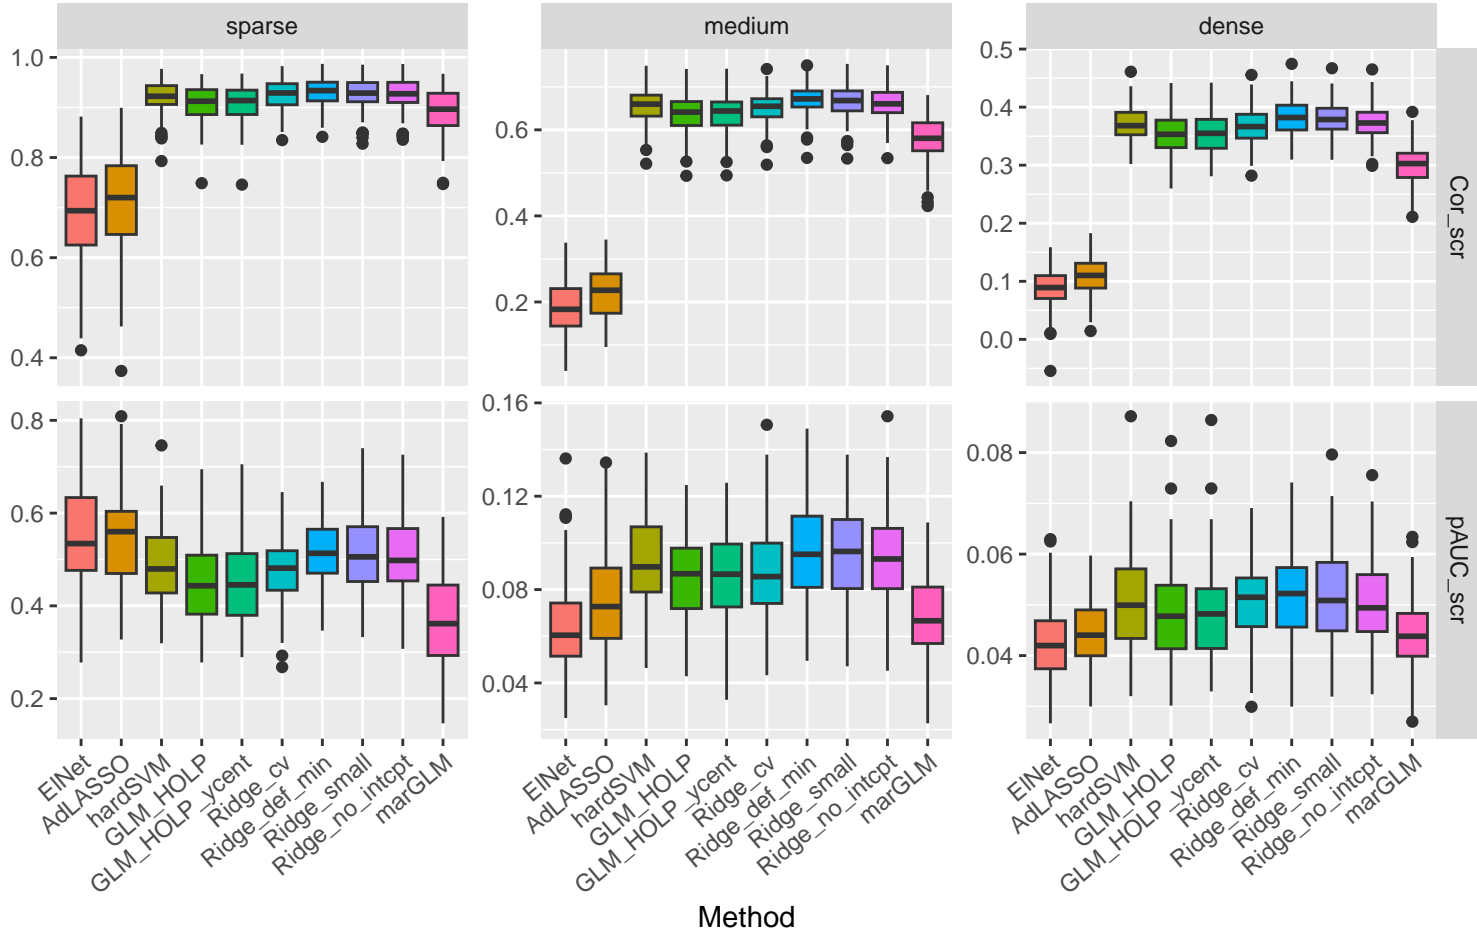 sparse medium dense
1.0
0.8
0.6
0.4
0.6
0.4
0.2
0.5
0.4
0.3
0.2
0.1
0.0
Cor_scr
0.8
0.6
0.4
0.2
0.16
0.12
0.08
0.04
0.08
0.06
0.04
pAUC_scr
ElNet
AdLASSO
hardSVM
GLM_HOLP
GLM_HOLP_ycent
Ridge_cv
Ridge_def_min
Ridge_small
Ridge_no_intcpt
marGLM
ElNet
AdLASSO
hardSVM
GLM_HOLP
GLM_HOLP_ycent
Ridge_cv
Ridge_def_min
Ridge_small
Ridge_no_intcpt
marGLM
ElNet
AdLASSO
hardSVM
GLM_HOLP
GLM_HOLP_ycent
Ridge_cv
Ridge_def_min
Ridge_small
Ridge_no_intcpt
marGLM
Method